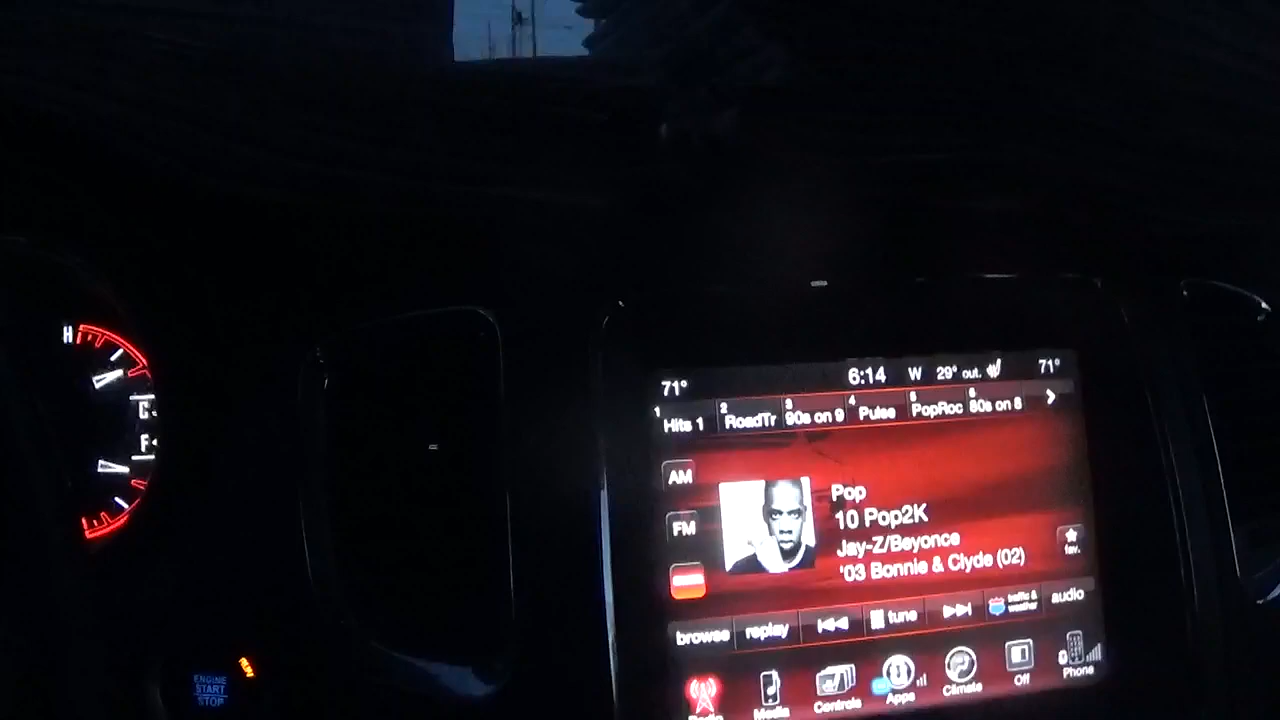 71° 6:14 W 29° out. 71°
1 Hits 1 2 RoadTr 3 90s on 9 4 Pulse 5 PopRoc 6 80s on 8
AM
FM
Pop
10 Pop2K
Jay-Z/Beyonce
'03 Bonnie & Clyde (02)
fav.
browse replay tune traffic & weather audio
Radio Media Controls Apps Climate Off Phone
H
C
F
ENGINE
START
STOP
RUN